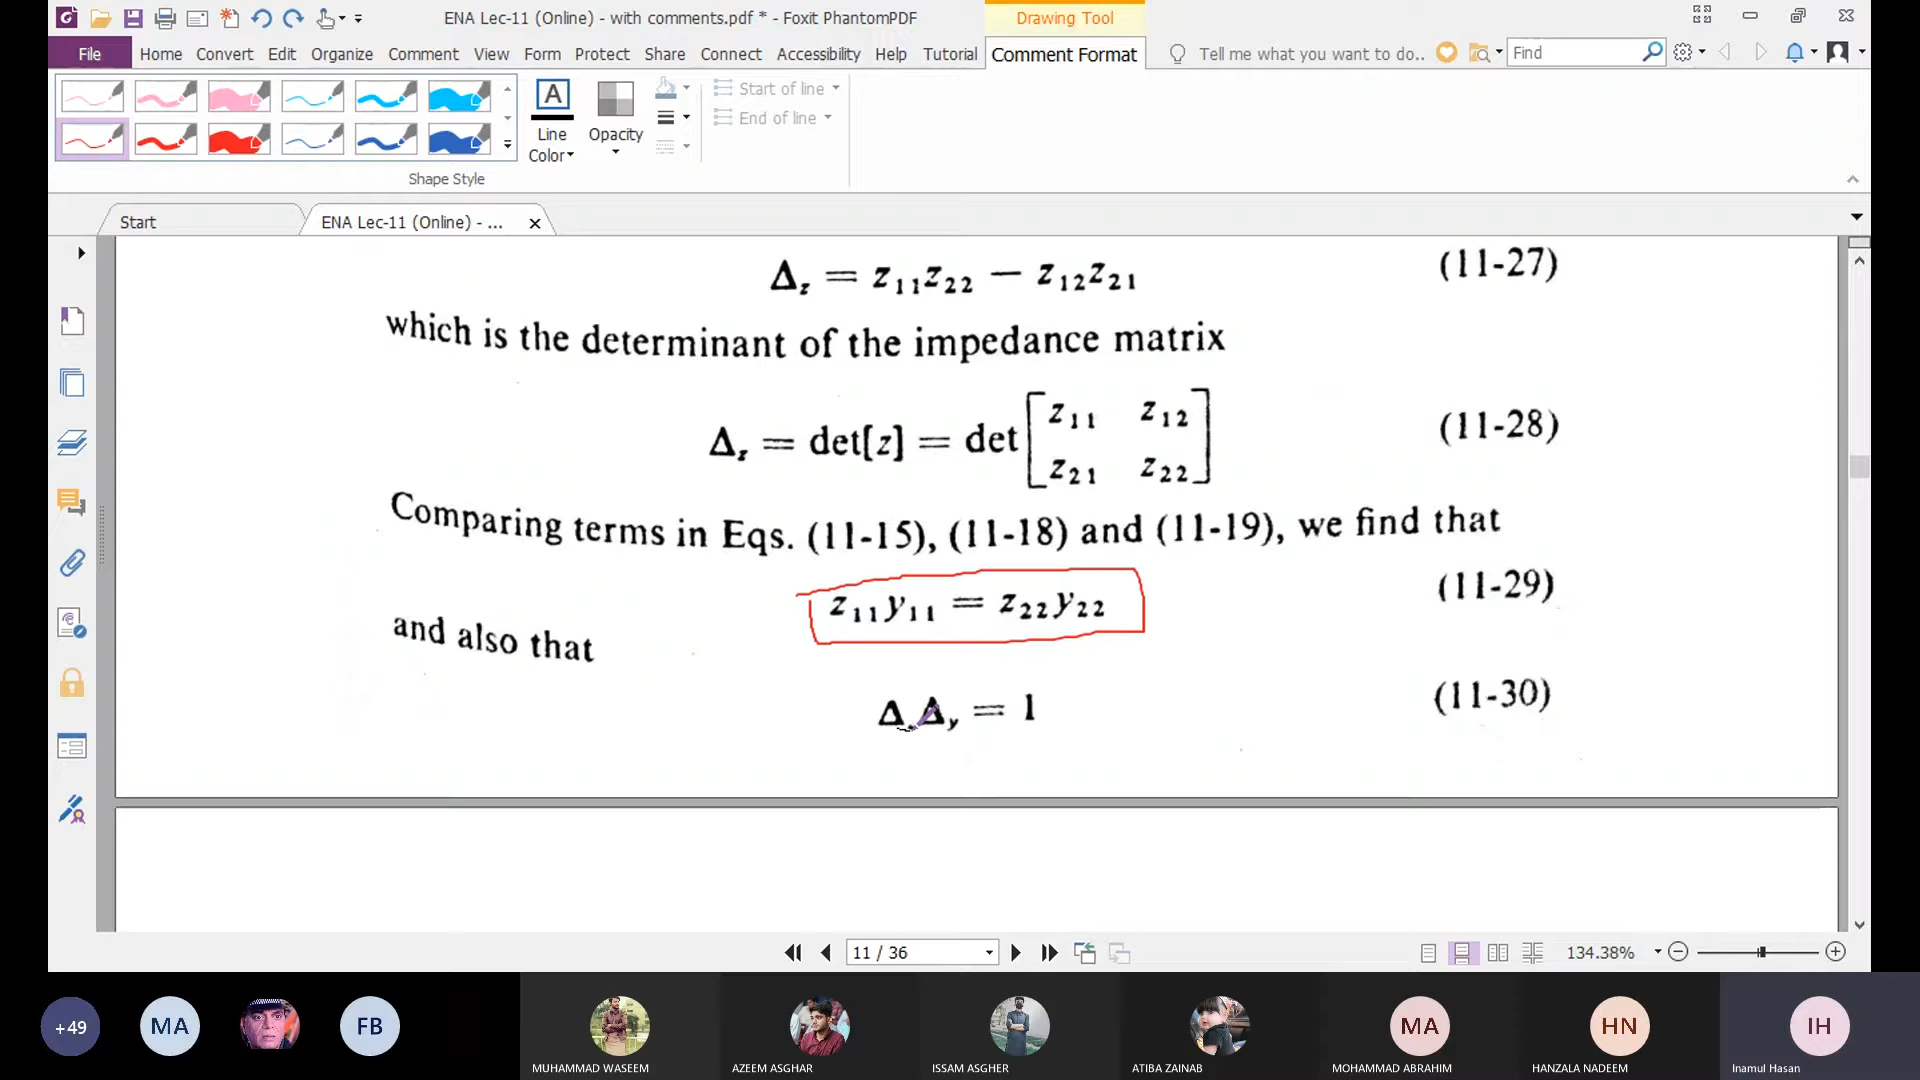 ENA Lec-11 (Online) - with comments.pdf * - Foxit PhantomPDF
Drawing Tool
File Home Convert Edit Organize Comment View Form Protect Share Connect Accessibility Help Tutorial Comment Format Tell me what you want to do.. Find
A
Line Color
Opacity
Start of line
End of line
Shape Style
Start
ENA Lec-11 (Online) - ...
Δz = z11z22 − z12z21 (11-27)
which is the determinant of the impedance matrix
Δz = det[z] = det [z11 z12
z21 z22] (11-28)
Comparing terms in Eqs. (11-15), (11-18) and (11-19), we find that
z11y11 = z22y22 (11-29)
and also that
ΔzΔy = 1 (11-30)
11 / 36
134.38%
+49
MA
FB
MUHAMMAD WASEEM
AZEEM ASGHAR
ISSAM ASGHER
ATIBA ZAINAB
MA
MOHAMMAD ABRAHIM
HN
HANZALA NADEEM
IH
Inamul Hasan